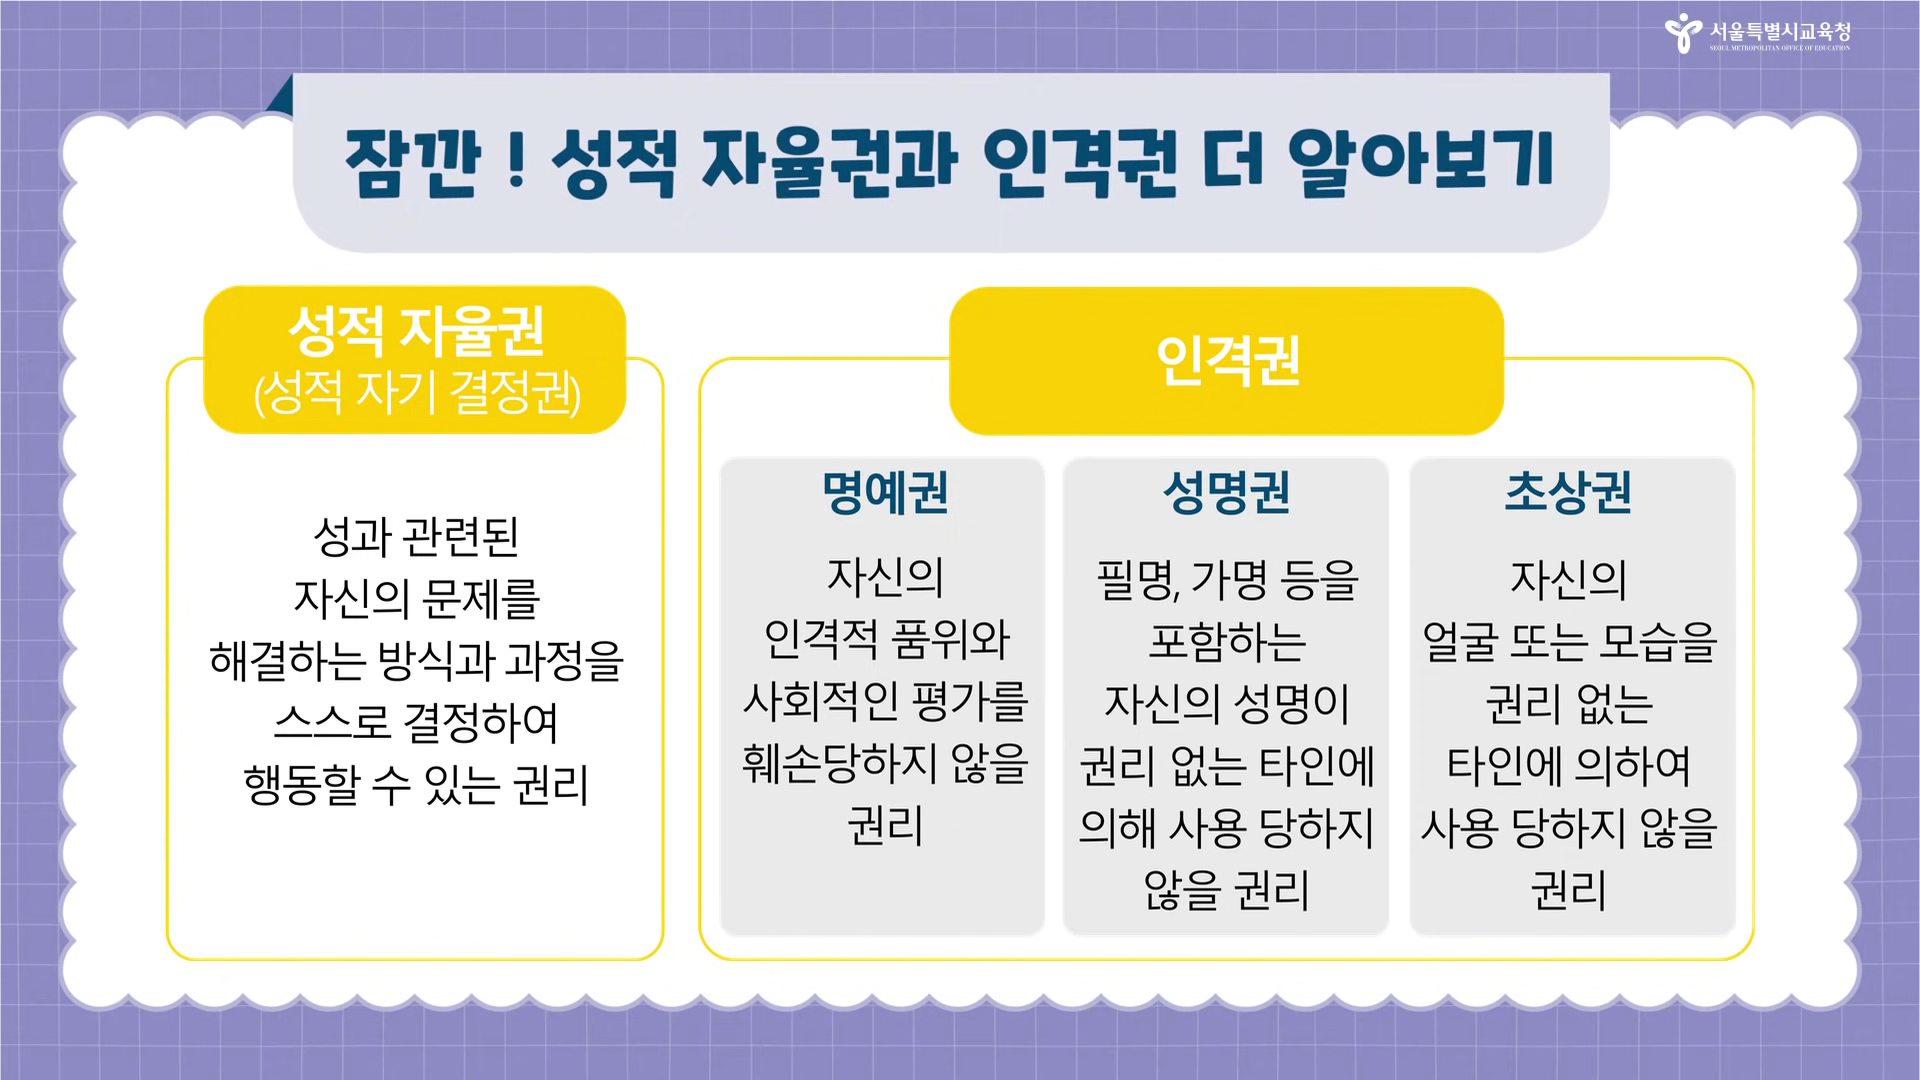 서울특별시교육청
SEOUL METROPOLITAN OFFICE OF EDUCATION
잠깐 ! 성적 자율권과 인격권 더 알아보기
성적 자율권
(성적 자기 결정권)
성과 관련된
자신의 문제를
해결하는 방식과 과정을
스스로 결정하여
행동할 수 있는 권리
인격권
명예권
자신의
인격적 품위와
사회적인 평가를
훼손당하지 않을
권리
성명권
필명, 가명 등을
포함하는
자신의 성명이
권리 없는 타인에
의해 사용 당하지
않을 권리
초상권
자신의
얼굴 또는 모습을
권리 없는
타인에 의하여
사용 당하지 않을
권리